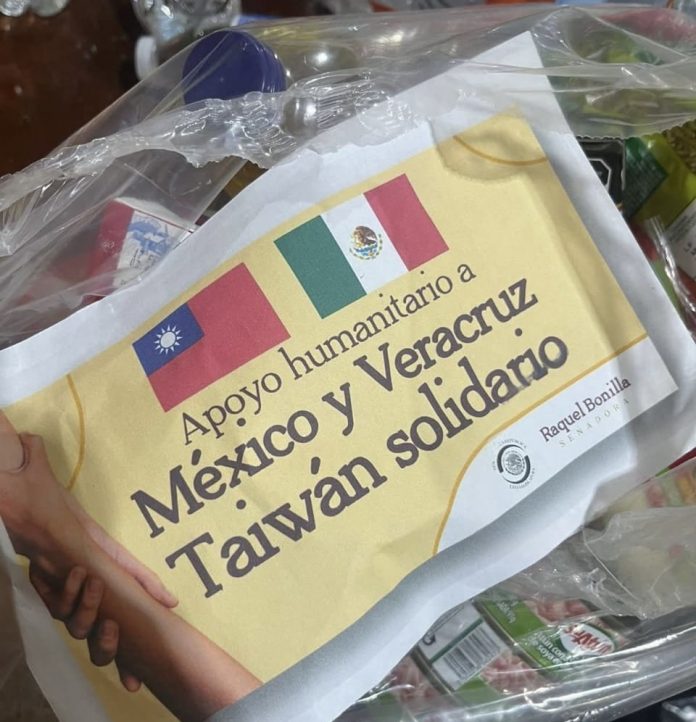 Apoyo humanitario a
México y Veracruz
Taiwán solidario
Raquel Bonilla
SENADORA